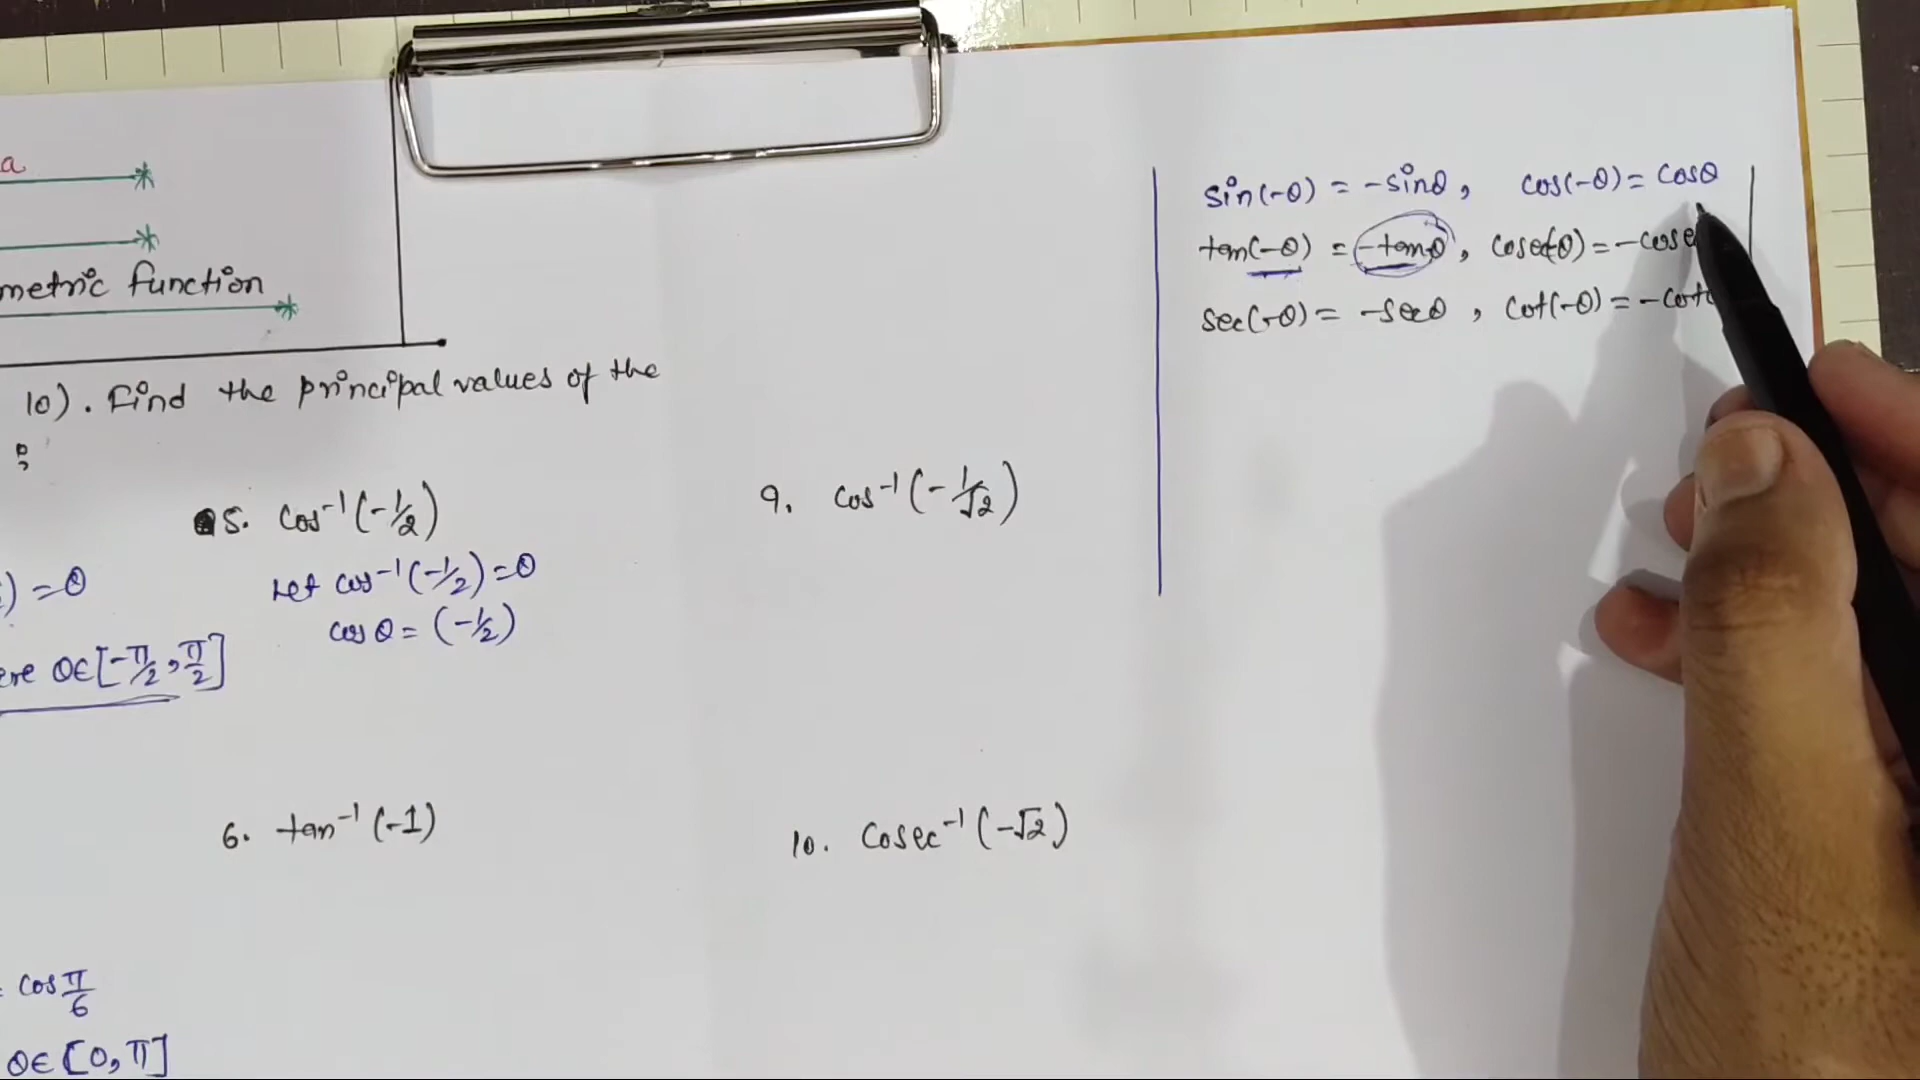 a
metric function
10). Find the principal values of the
:
5. cos⁻¹(-1/2)
Let cos⁻¹(-1/2)=θ
cos θ = (-1/2)
) = θ
θ∈[-π/2, π/2]
6. tan⁻¹(-1)
= cos π/6
θ∈ [0, π]
9. cos⁻¹(-1/√2)
10. Cosec⁻¹(-√2)
sin(-θ) = -sinθ, cos(-θ) = cosθ
tan(-θ) = -tanθ, cosec(-θ) = -cose
sec(-θ) = -secθ, cot(-θ) = -cot